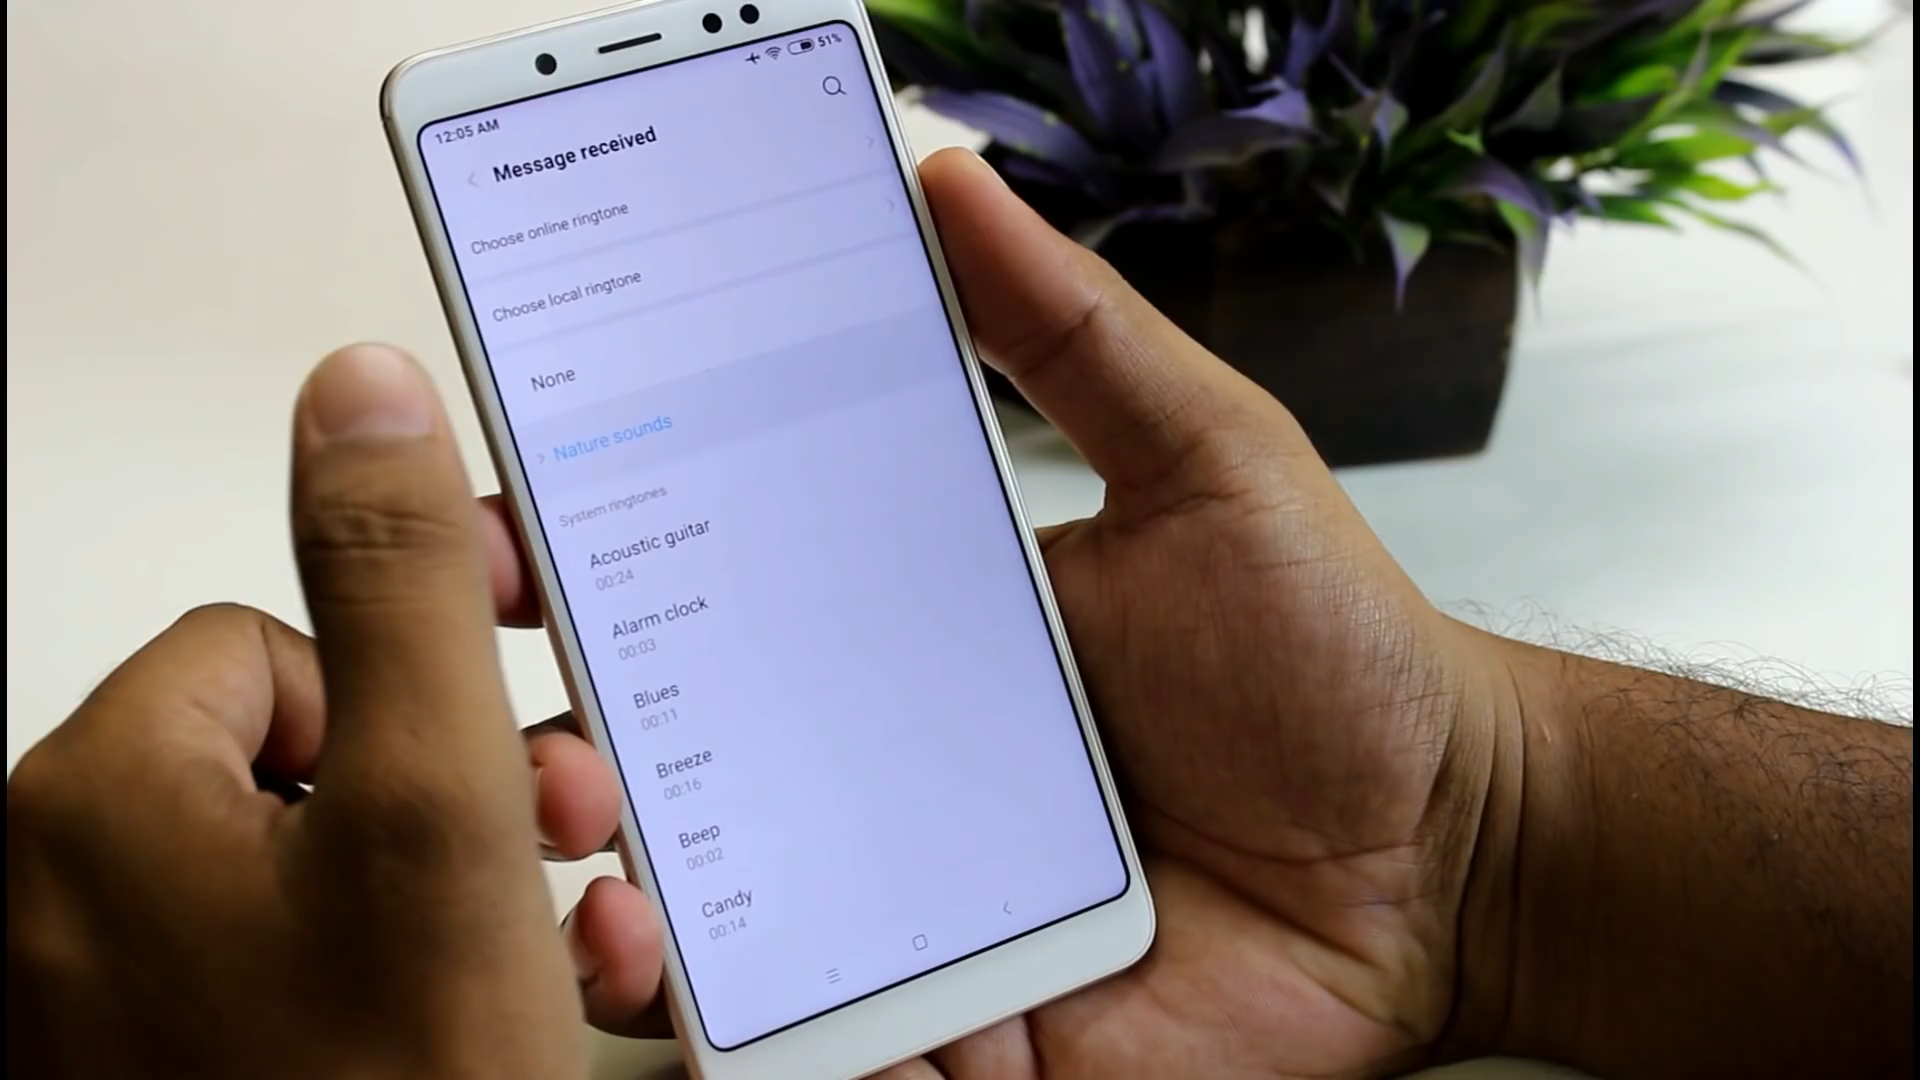 12:05 AM
51%
Message received
Choose online ringtone
Choose local ringtone
None
Nature sounds
System ringtones
Acoustic guitar
00:24
Alarm clock
00:03
Blues
00:11
Breeze
00:16
Beep
00:02
Candy
00:14